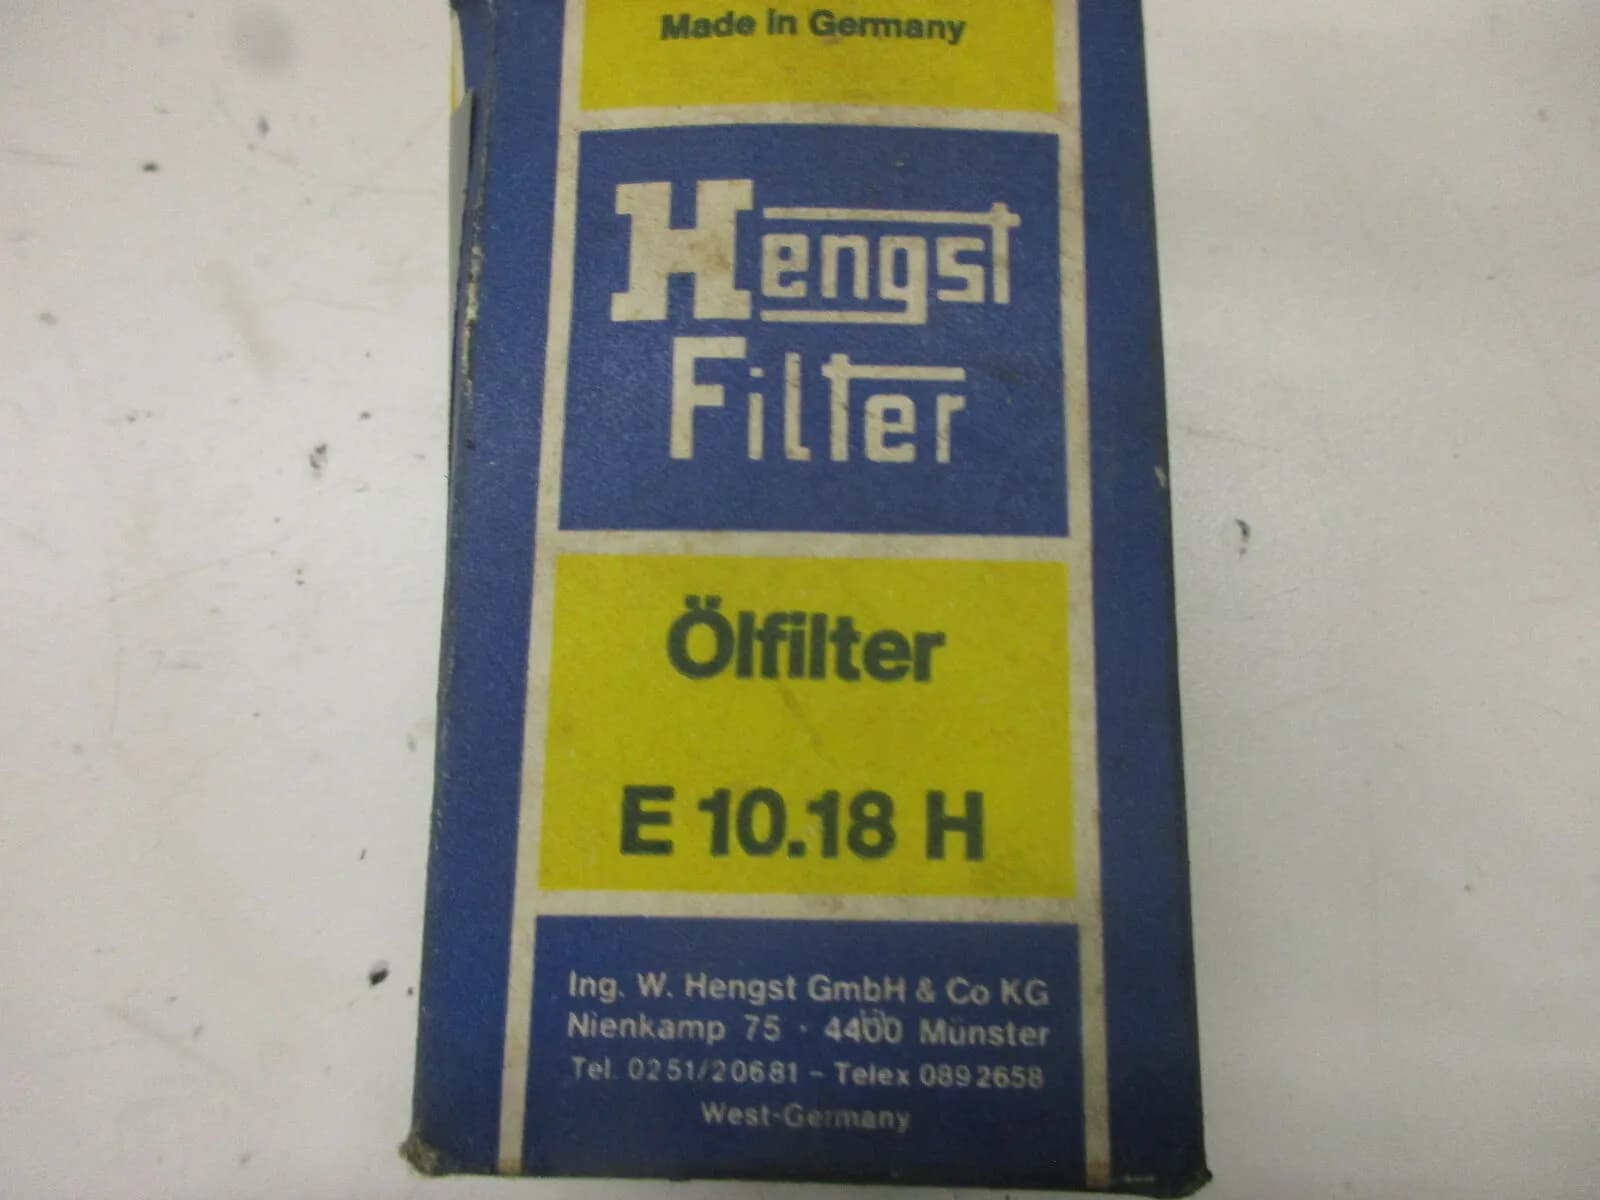 Made in Germany
Hengst
Filter
Ölfilter
E 10.18 H
Ing. W. Hengst GmbH & Co KG
Nienkamp 75 · 4400 Münster
Tel. 0251/20681 – Telex 0892658
West-Germany